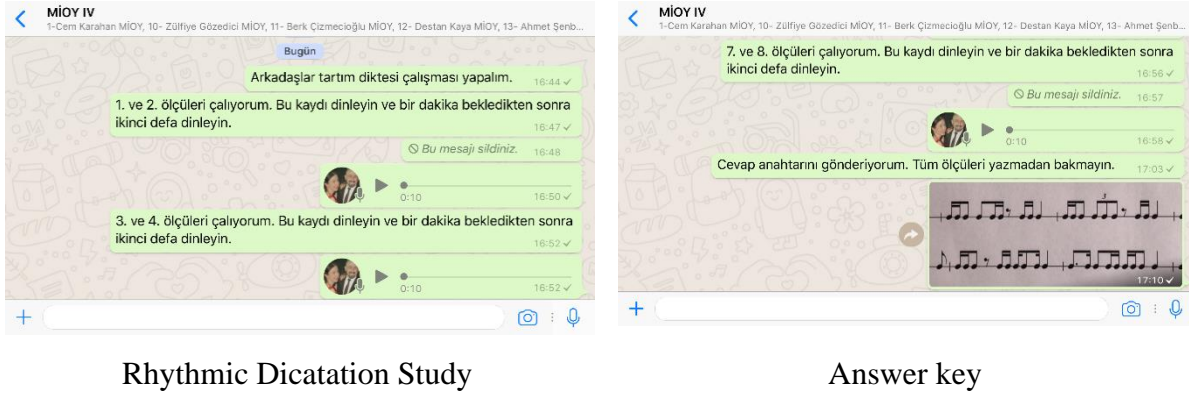 MİOY IV
1-Cem Karahan MİOY, 10- Zülfiye Gözedici MİOY, 11- Berk Çizmecioğlu MİOY, 12- Destan Kaya MİOY, 13- Ahmet Şenb...
Bugün
Arkadaşlar tartım diktesi çalışması yapalım. 16:44
1. ve 2. ölçüleri çalıyorum. Bu kaydı dinleyin ve bir dakika bekledikten sonra
ikinci defa dinleyin. 16:47
Bu mesajı sildiniz. 16:48
0:10 16:50
3. ve 4. ölçüleri çalıyorum. Bu kaydı dinleyin ve bir dakika bekledikten sonra
ikinci defa dinleyin. 16:52
0:10 16:52
Rhythmic Dicatation Study
MİOY IV
1-Cem Karahan MİOY, 10- Zülfiye Gözedici MİOY, 11- Berk Çizmecioğlu MİOY, 12- Destan Kaya MİOY, 13- Ahmet Şenb...
7. ve 8. ölçüleri çalıyorum. Bu kaydı dinleyin ve bir dakika bekledikten sonra
ikinci defa dinleyin. 16:56
Bu mesajı sildiniz. 16:57
0:10 16:58
Cevap anahtarını gönderiyorum. Tüm ölçüleri yazmadan bakmayın. 17:03
3
17:10
Answer key